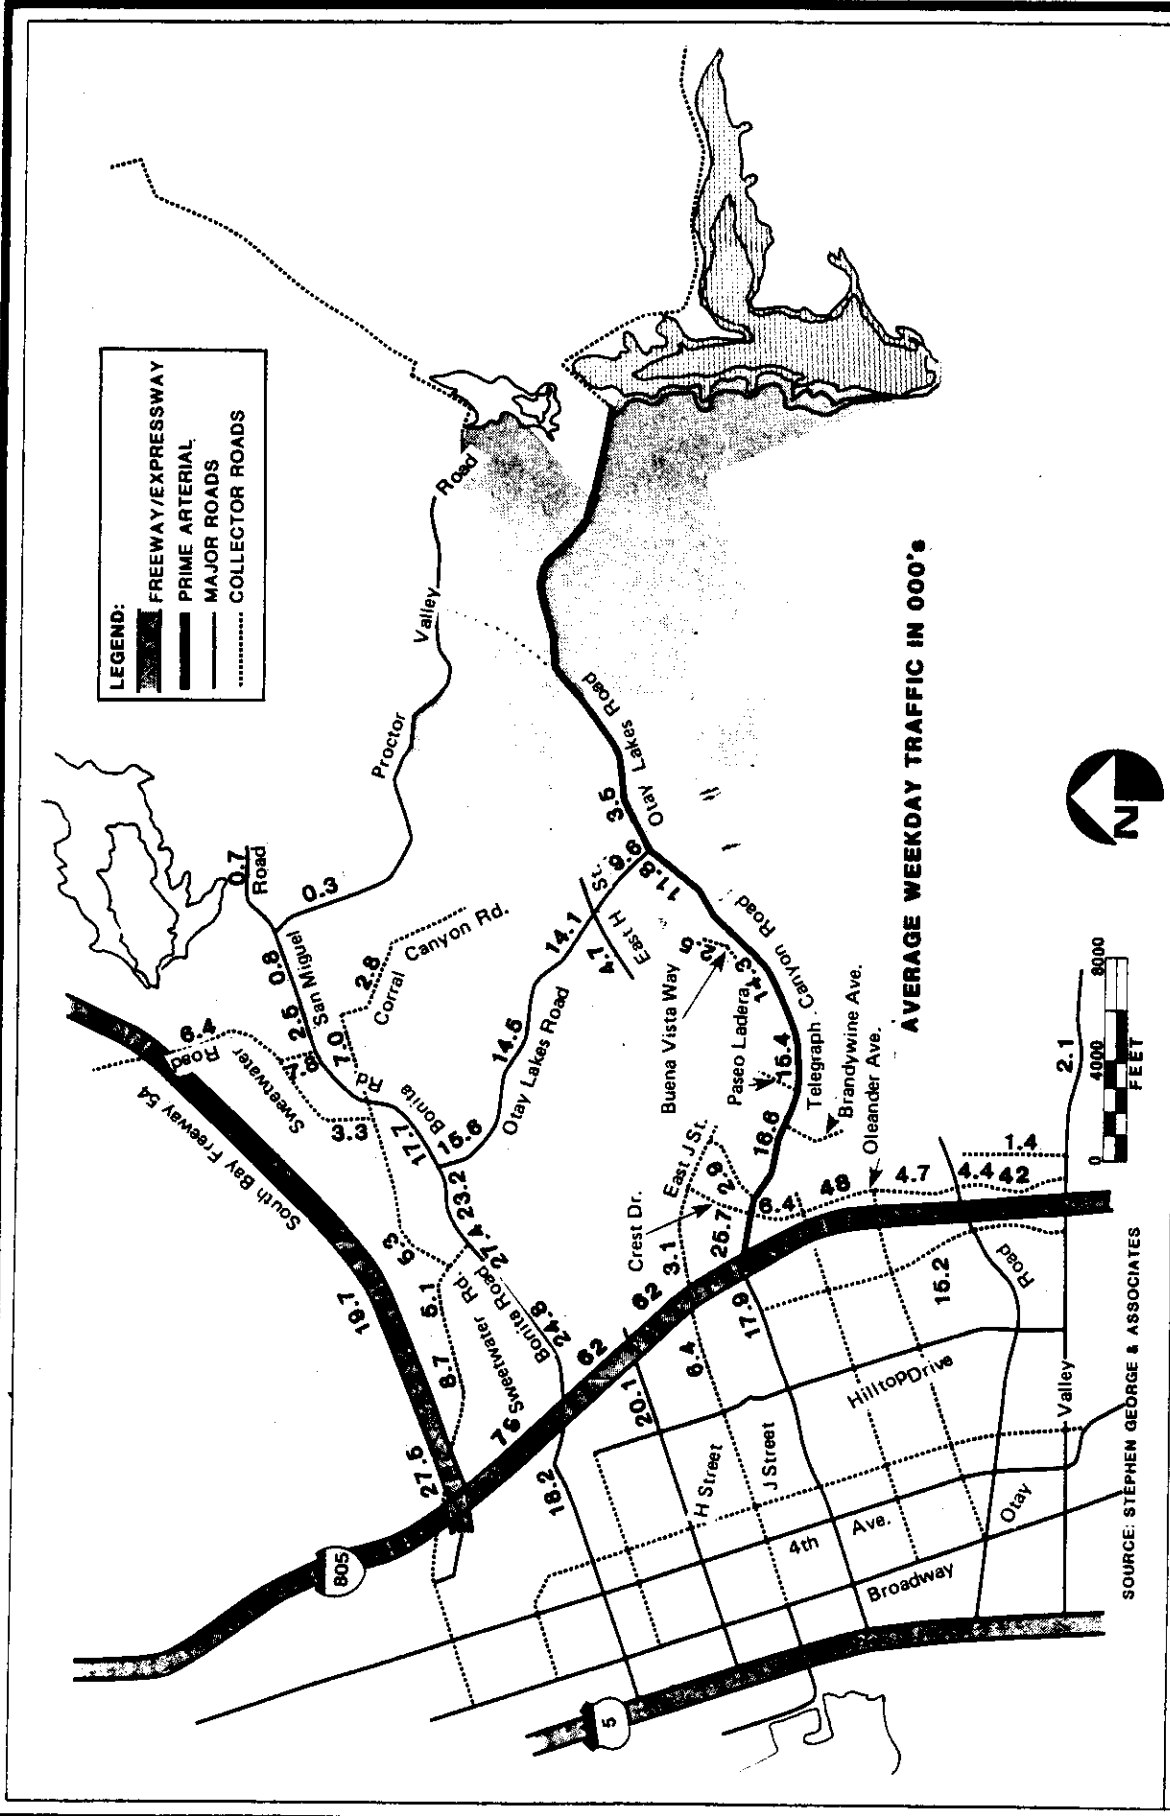 LEGEND:
FREEWAY/EXPRESSWAY
PRIME ARTERIAL
MAJOR ROADS
COLLECTOR ROADS
South Bay Freeway 54
Sweetwater
Road
6.4
3.3
19.7
27.5
8.7
5.1
5.3
Sweetwater Rd.
Bonita Road
24.8
27.4
23.2
17.7
Bonita
Rd
7.0
2.8
Corral
Canyon Rd.
2.5
San Miguel
0.8
0.7
Road
0.3
Proctor
Valley
Road
15.6
14.5
Otay Lakes Road
14.1
4.7
East H
St.
9.6
11.8
3.5
Otay Lakes Road
Canyon Road
Telegraph
Buena Vista Way
2.5
Paseo Ladera
14.3
15.4
16.6
Brandywine Ave.
Oleander Ave.
East J St.
2.9
Crest Dr.
3.1
25.7
6.4
48
4.7
4.4
42
1.4
2.1
805
76
62
62
18.2
20.1
6.4
17.9
15.2
H Street
J Street
Hilltop Drive
4th
Ave.
Broadway
Otay
Valley
Road
5
AVERAGE WEEKDAY TRAFFIC IN 000's
N
0
4000
8000
FEET
SOURCE: STEPHEN GEORGE & ASSOCIATES